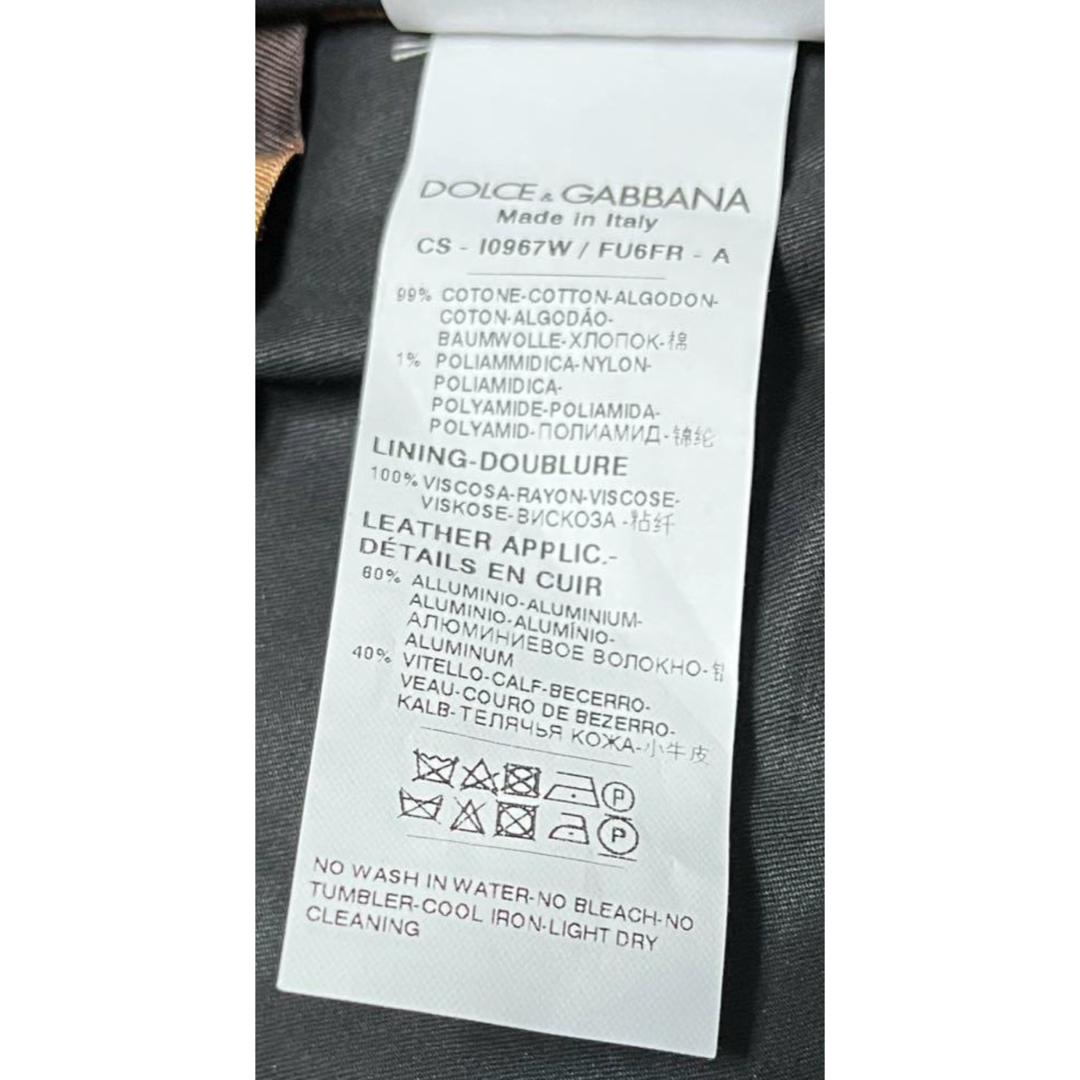 DOLCE & GABBANA
Made in Italy
CS - I0967W / FU6FR - A
99% COTONE-COTTON-ALGODON-
COTON-ALGODÃO-
BAUMWOLLE-ХЛОПОК-棉
1% POLIAMMIDICA-NYLON-
POLIAMIDICA-
POLYAMIDE-POLIAMIDA-
POLYAMID-ПОЛИАМИД-锦纶
LINING-DOUBLURE
100% VISCOSA-RAYON-VISCOSE-
VISKOSE-ВИСКОЗА -粘纤
LEATHER APPLIC.-
DÉTAILS EN CUIR
60% ALLUMINIO-ALUMINIUM-
ALUMINIO-ALUMÍNIO-
АЛЮМИНИЕВОЕ ВОЛОКНО-铝
ALUMINUM
40% VITELLO-CALF-BECERRO-
VEAU-COURO DE BEZERRO-
KALB-ТЕЛЯЧЬЯ КОЖА-小牛皮
P
P
NO WASH IN WATER-NO BLEACH-NO
TUMBLER-COOL IRON-LIGHT DRY
CLEANING